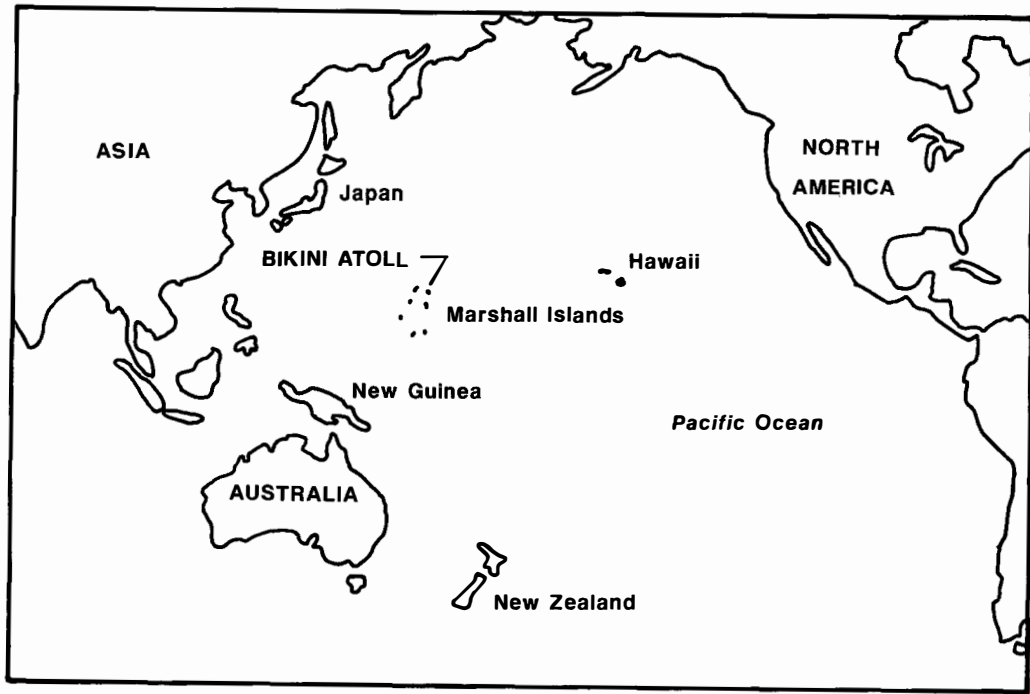 ASIA
NORTH
AMERICA
Japan
BIKINI ATOLL
Hawaii
Marshall Islands
New Guinea
Pacific Ocean
AUSTRALIA
New Zealand